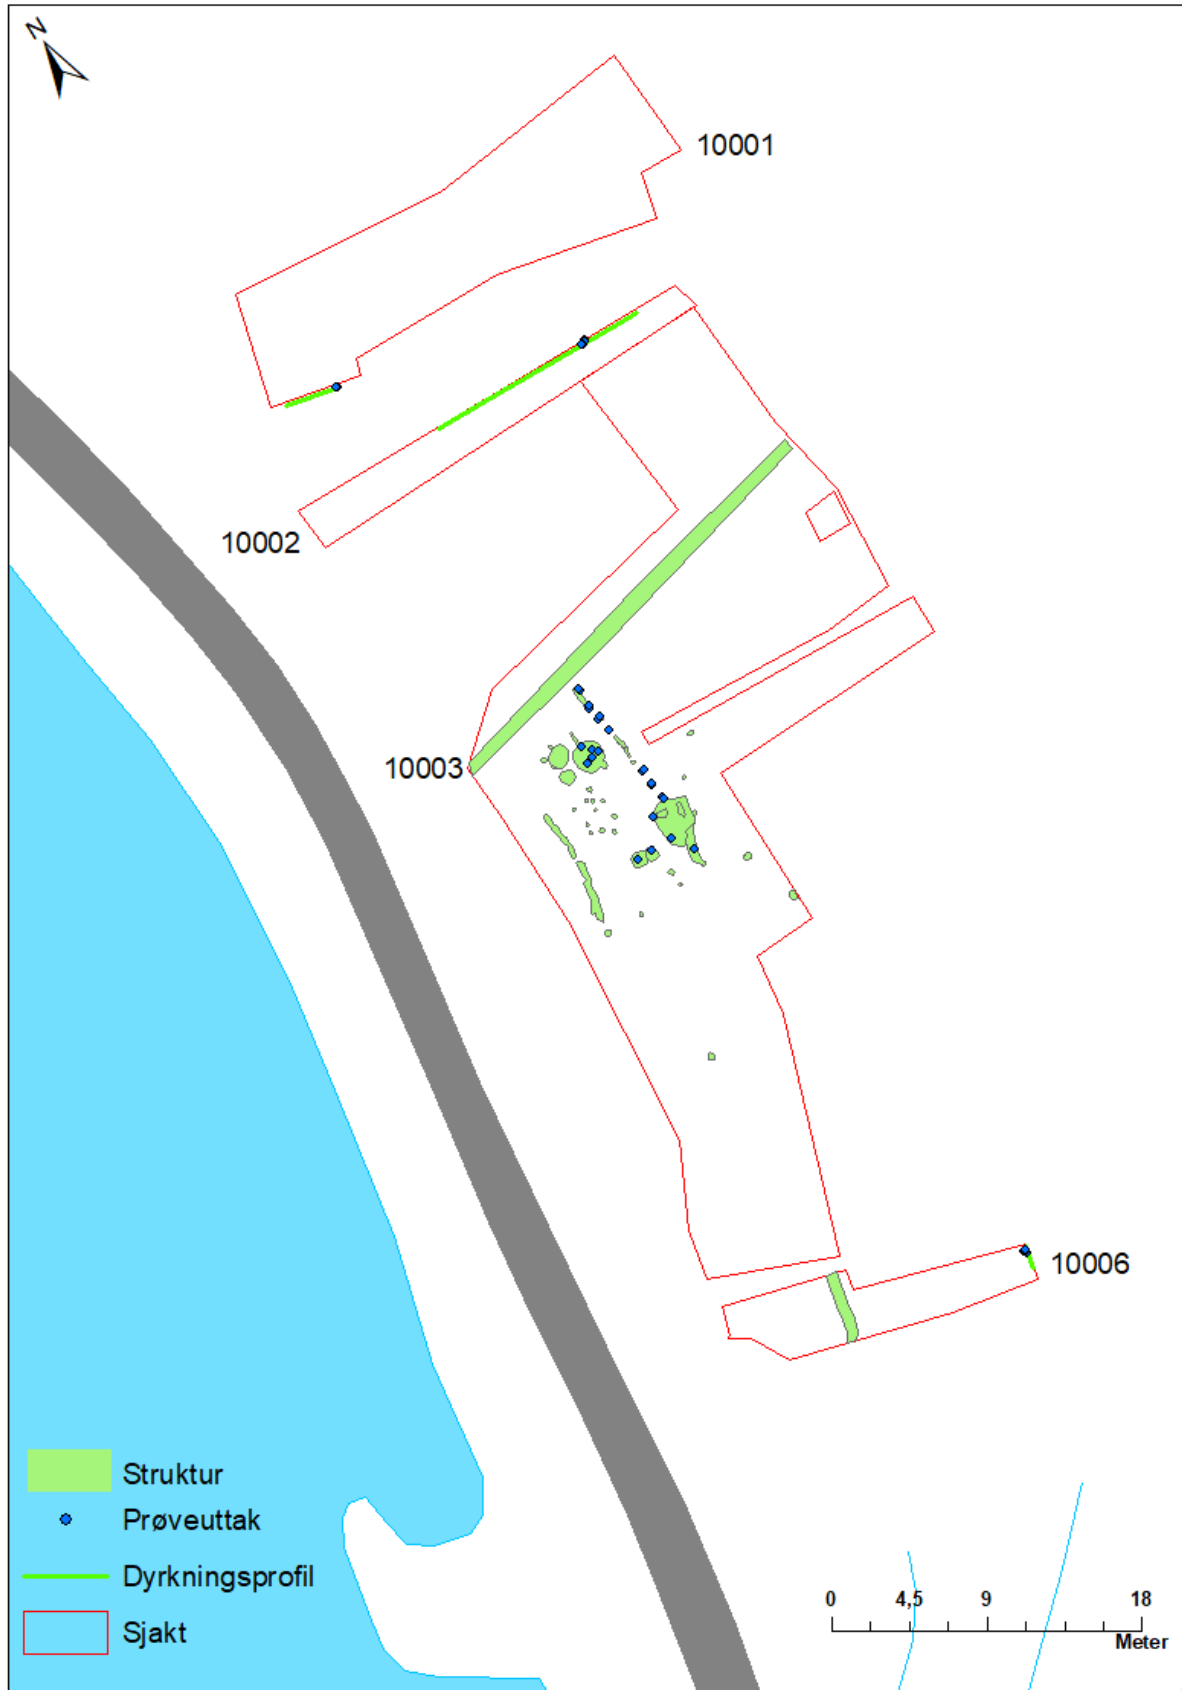 N
10001
10002
10003
10006
Struktur
Prøveuttak
Dyrkningsprofil
Sjakt
0 4,5 9 18
Meter